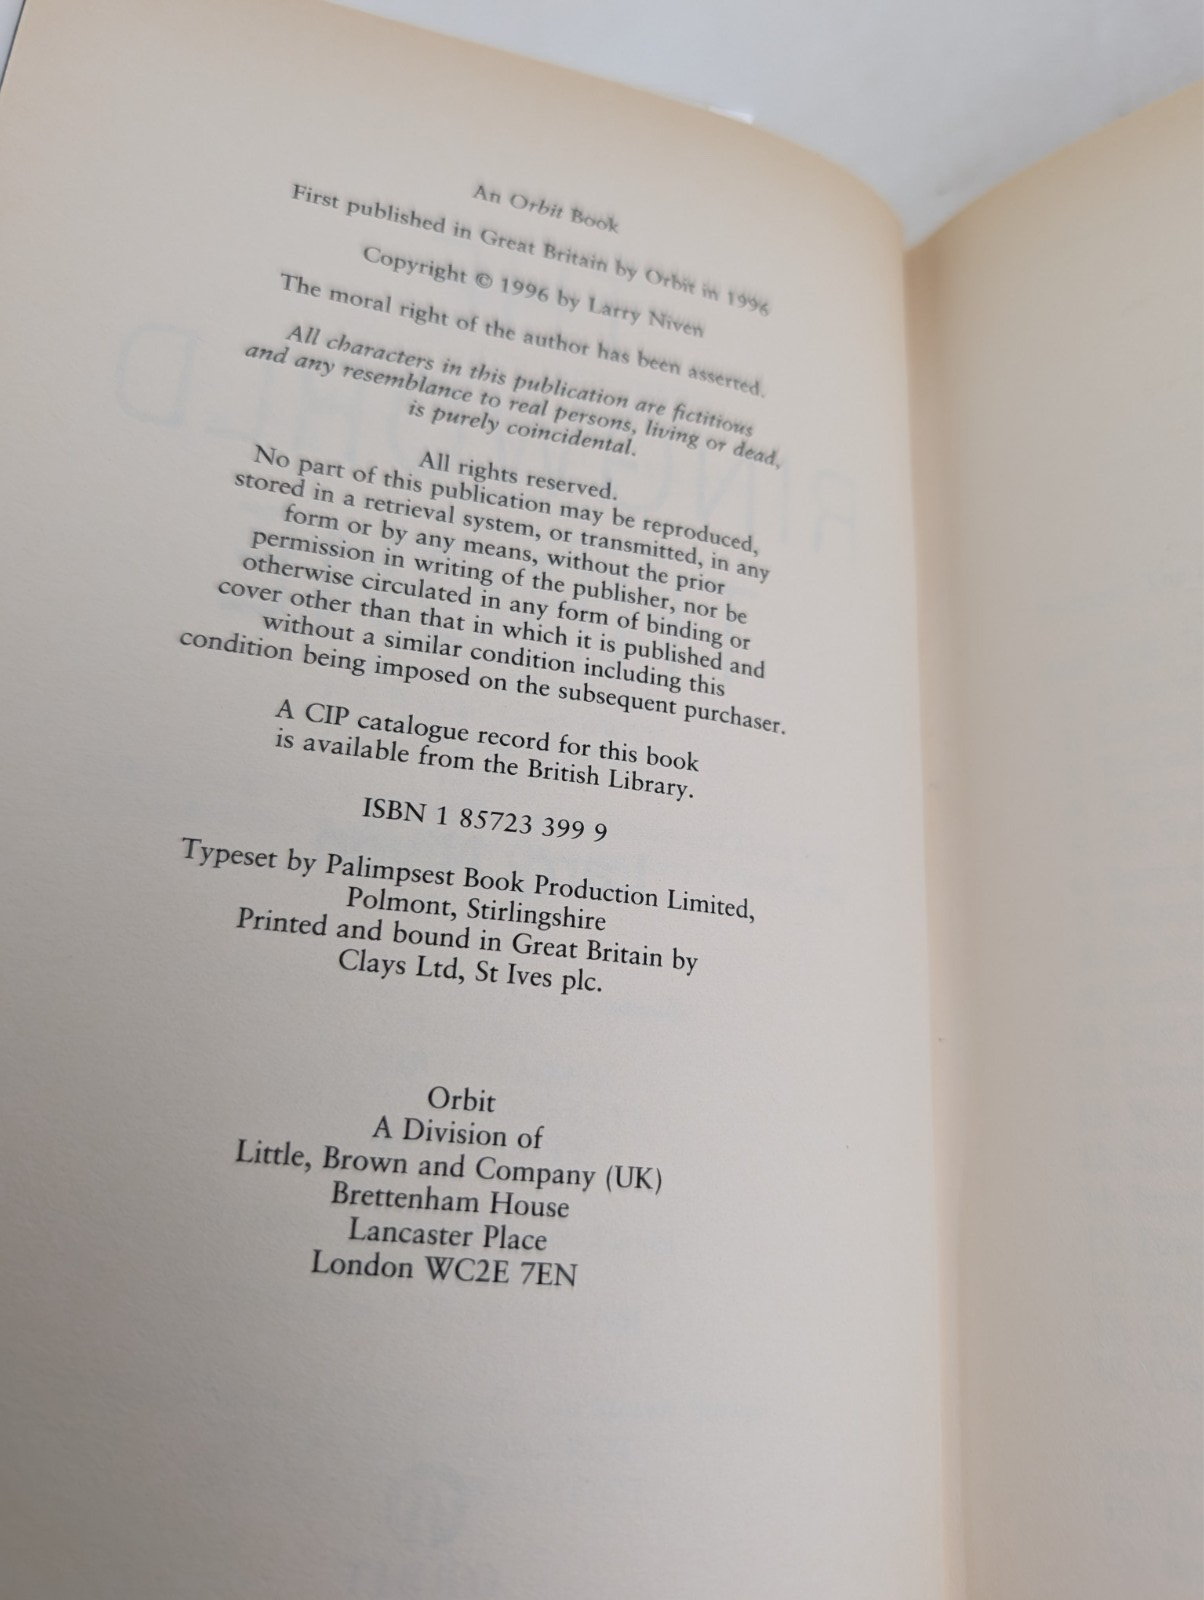 An Orbit Book
First published in Great Britain by Orbit in 1996
Copyright © 1996 by Larry Niven
The moral right of the author has been asserted.
All characters in this publication are fictitious
and any resemblance to real persons, living or dead,
is purely coincidental.
All rights reserved.
No part of this publication may be reproduced,
stored in a retrieval system, or transmitted, in any
form or by any means, without the prior
permission in writing of the publisher, nor be
otherwise circulated in any form of binding or
cover other than that in which it is published and
without a similar condition including this
condition being imposed on the subsequent purchaser.
A CIP catalogue record for this book
is available from the British Library.
ISBN 1 85723 399 9
Typeset by Palimpsest Book Production Limited,
Polmont, Stirlingshire
Printed and bound in Great Britain by
Clays Ltd, St Ives plc.
Orbit
A Division of
Little, Brown and Company (UK)
Brettenham House
Lancaster Place
London WC2E 7EN